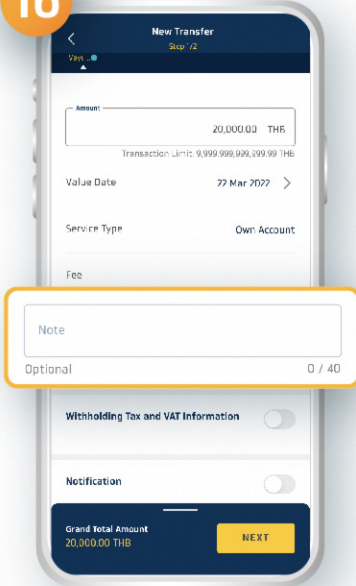 16
New Transfer
Step 1/2
Amount
20,000.00 THB
Transaction Limit: 9,999,999,999,999.99 THB
Value Date 22 Mar 2022
Service Type Own Account
Fee
Note
Optional 0 / 40
Withholding Tax and VAT Information
Notification
Grand Total Amount
20,000.00 THB NEXT